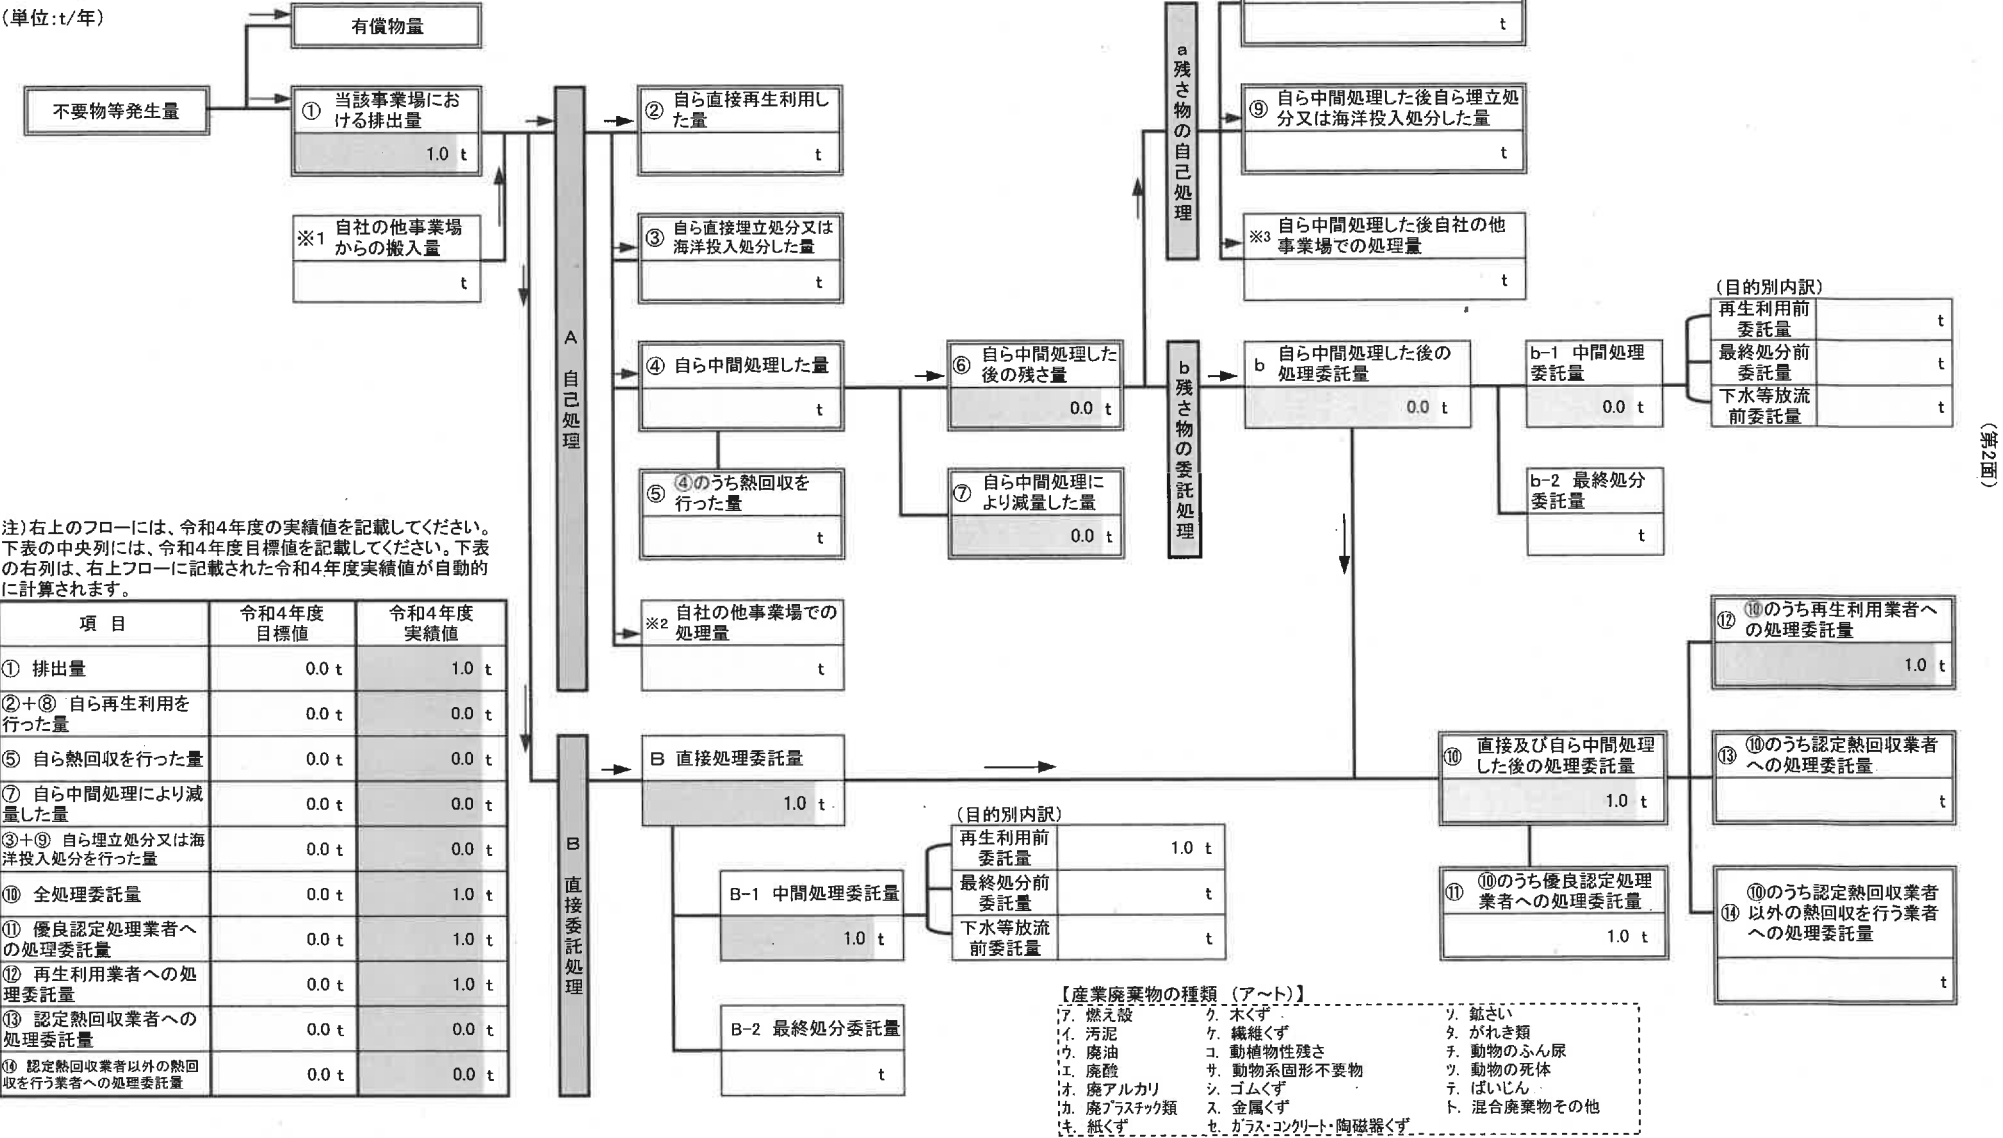 (単位:t/年)
有償物量
不要物等発生量
①
当該事業場にお
ける排出量
1.0 t
※1
自社の他事業場
からの搬入量
t
A 自己処理
②
自ら直接再生利用し
た量
t
③
自ら直接埋立処分又は
海洋投入処分した量
t
④ 自ら中間処理した量
t
⑤
④のうち熱回収を
行った量
t
※2
自社の他事業場での
処理量
t
⑥
自ら中間処理した
後の残さ量
0.0 t
⑦
自ら中間処理に
より減量した量
0.0 t
a 残さ物の自己処理
t
⑨
自ら中間処理した後自ら埋立処
分又は海洋投入処分した量
t
※3
自ら中間処理した後自社の他
事業場での処理量
t
b 残さ物の委託処理
b
自ら中間処理した後の
処理委託量
0.0 t
b-1 中間処理
委託量
0.0 t
b-2 最終処分
委託量
t
(目的別内訳)
再生利用前
委託量
t
最終処分前
委託量
t
下水等放流
前委託量
t
(第2面)
注)右上のフローには、令和4年度の実績値を記載してください。
下表の中央列には、令和4年度目標値を記載してください。下表
の右列は、右上フローに記載された令和4年度実績値が自動的
に計算されます。
項 目
令和4年度
目標値
令和4年度
実績値
① 排出量
0.0 t
1.0 t
②+⑧ 自ら再生利用を
行った量
0.0 t
0.0 t
⑤ 自ら熱回収を行った量
0.0 t
0.0 t
⑦ 自ら中間処理により減
量した量
0.0 t
0.0 t
③+⑨ 自ら埋立処分又は海
洋投入処分を行った量
0.0 t
0.0 t
⑩ 全処理委託量
0.0 t
1.0 t
⑪ 優良認定処理業者へ
の処理委託量
0.0 t
1.0 t
⑫ 再生利用業者への処
理委託量
0.0 t
1.0 t
⑬ 認定熱回収業者への
処理委託量
0.0 t
0.0 t
⑭ 認定熱回収業者以外の熱回
収を行う業者への処理委託量
0.0 t
0.0 t
B 直接委託処理
B 直接処理委託量
1.0 t
B-1 中間処理委託量
1.0 t
B-2 最終処分委託量
t
(目的別内訳)
再生利用前
委託量
1.0 t
最終処分前
委託量
t
下水等放流
前委託量
t
⑩
直接及び自ら中間処理
した後の処理委託量
1.0 t
⑪
⑩のうち優良認定処理
業者への処理委託量
1.0 t
⑫
⑩のうち再生利用業者へ
の処理委託量
1.0 t
⑬
⑩のうち認定熱回収業者
への処理委託量
t
⑭
⑩のうち認定熱回収業者
以外の熱回収を行う業者
への処理委託量
t
【産業廃棄物の種類 (ア～ト)】
ア. 燃え殻
イ. 汚泥
ウ. 廃油
エ. 廃酸
オ. 廃アルカリ
カ. 廃プラスチック類
キ. 紙くず
ク. 木くず
ケ. 繊維くず
コ. 動植物性残さ
サ. 動物系固形不要物
シ. ゴムくず
ス. 金属くず
セ. ガラス・コンクリート・陶磁器くず
ソ. 鉱さい
タ. がれき類
チ. 動物のふん尿
ツ. 動物の死体
テ. ばいじん
ト. 混合廃棄物その他